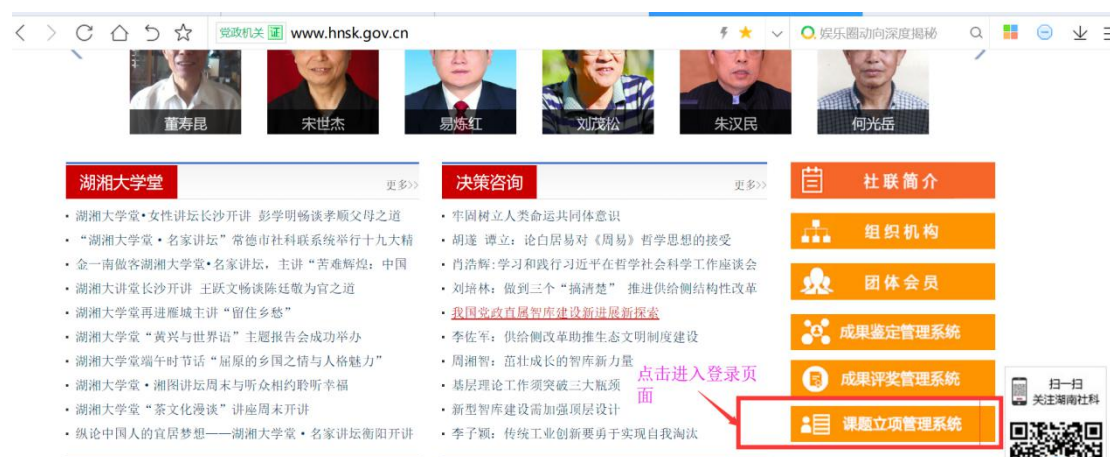 党政机关 证 www.hnsk.gov.cn
娱乐圈动向深度揭秘
董寿昆
宋世杰
易炼红
刘茂松
朱汉民
何光岳
湖湘大学堂
更多>>
• 湖湘大学堂•女性讲坛长沙开讲 彭学明畅谈孝顺父母之道
• “湖湘大学堂・名家讲坛”常德市社科联系统举行十九大精
• 金一南做客湖湘大学堂•名家讲坛，主讲“苦难辉煌：中国
• 湖湘大讲堂长沙开讲 王跃文畅谈陈廷敬为官之道
• 湖湘大学堂再进雁城主讲“留住乡愁”
• 湖湘大学堂“黄兴与世界语”主题报告会成功举办
• 湖湘大学堂端午时节话“屈原的乡国之情与人格魅力”
• 湖湘大学堂・湘图讲坛周末与听众相约聆听幸福
• 湖湘大学堂“茶文化漫谈”讲座周末开讲
• 纵论中国人的宜居梦想——湖湘大学堂・名家讲坛衡阳开讲
决策咨询
更多>>
• 牢固树立人类命运共同体意识
• 胡遂 谭立：论白居易对《周易》哲学思想的接受
• 肖浩辉:学习和践行习近平在哲学社会科学工作座谈会
• 刘培林：做到三个“搞清楚” 推进供给侧结构性改革
• 我国党政直属智库建设新进展新探索
• 李佐军：供给侧改革助推生态文明制度建设
• 周湘智：茁壮成长的智库新力量
• 基层理论工作须突破三大瓶颈
• 新型智库建设需加强顶层设计
• 李子颖：传统工业创新要勇于实现自我淘汰
点击进入登录页
面
社联简介
组织机构
团体会员
成果鉴定管理系统
成果评奖管理系统
课题立项管理系统
扫一扫
关注湖南社科